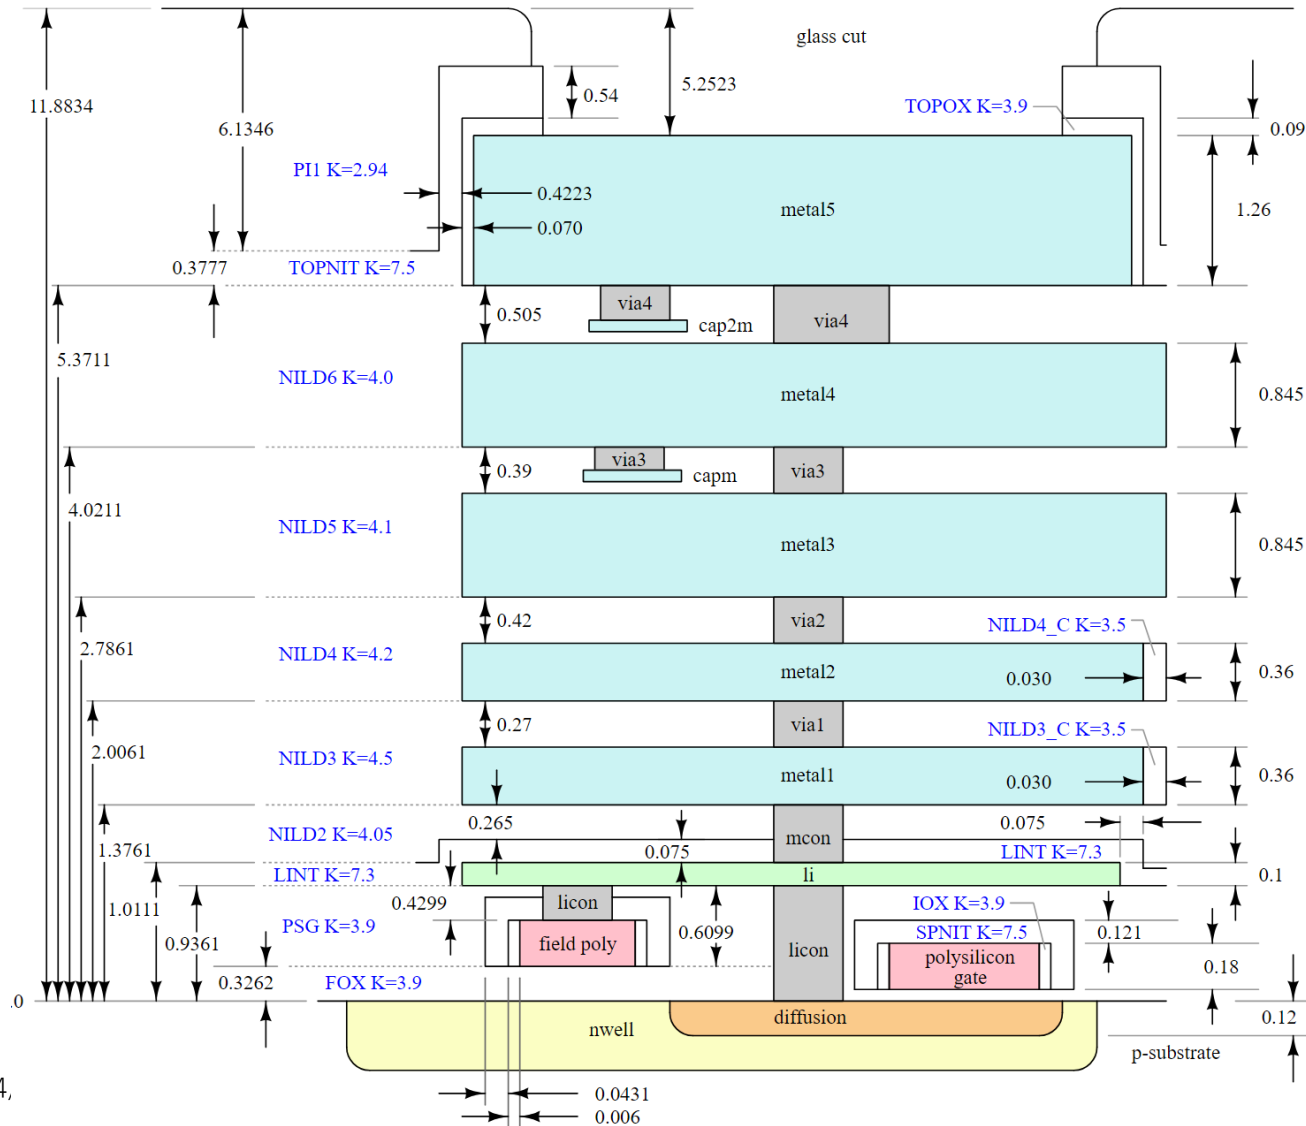 glass cut
11.8834
6.1346
0.54
5.2523
TOPOX K=3.9
0.09
PI1 K=2.94
0.4223
metal5
1.26
0.070
0.3777
TOPNIT K=7.5
via4
0.505
via4
cap2m
5.3711
NILD6 K=4.0
metal4
0.845
via3
0.39
via3
capm
4.0211
NILD5 K=4.1
metal3
0.845
0.42
via2
NILD4_C K=3.5
2.7861
NILD4 K=4.2
metal2
0.030
0.36
0.27
via1
NILD3_C K=3.5
2.0061
NILD3 K=4.5
metal1
0.030
0.36
0.265
0.075
NILD2 K=4.05
mcon
1.3761
0.075
LINT K=7.3
LINT K=7.3
li
0.1
0.4299
licon
IOX K=3.9
1.0111
PSG K=3.9
0.6099
SPNIT K=7.5
0.121
0.9361
field poly
licon
polysilicon
gate
0.18
0.3262
FOX K=3.9
.0
diffusion
0.12
nwell
p-substrate
4,
0.0431
0.006